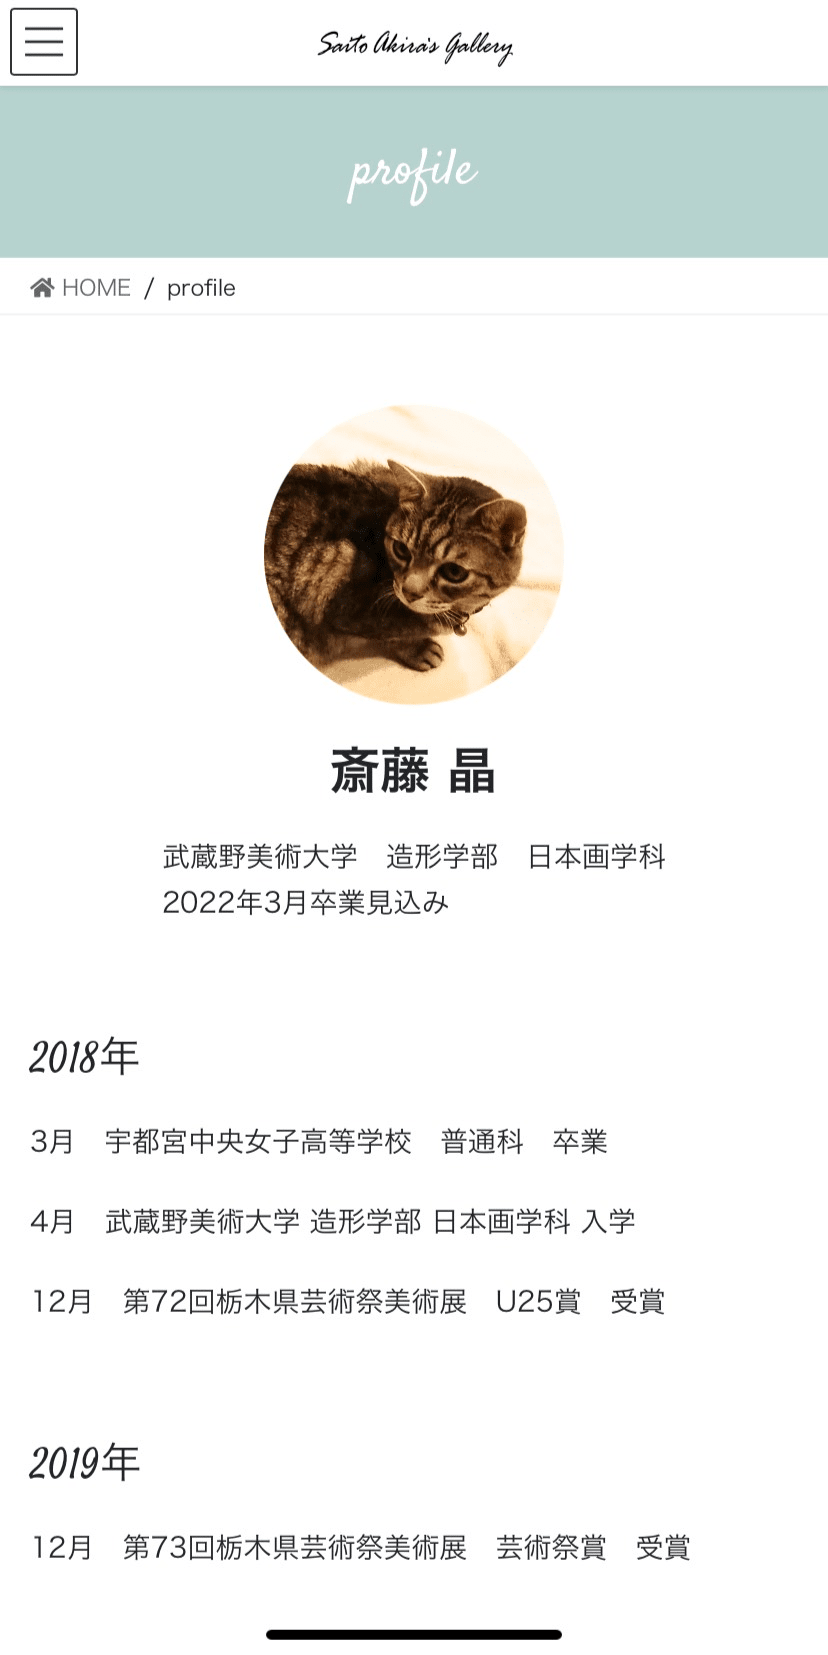 Saito Akira's Gallery
profile
HOME / profile
斎藤 晶
武蔵野美術大学　造形学部　日本画学科
2022年3月卒業見込み
2018年
3月　宇都宮中央女子高等学校　普通科　卒業
4月　武蔵野美術大学 造形学部 日本画学科 入学
12月　第72回栃木県芸術祭美術展　U25賞　受賞
2019年
12月　第73回栃木県芸術祭美術展　芸術祭賞　受賞